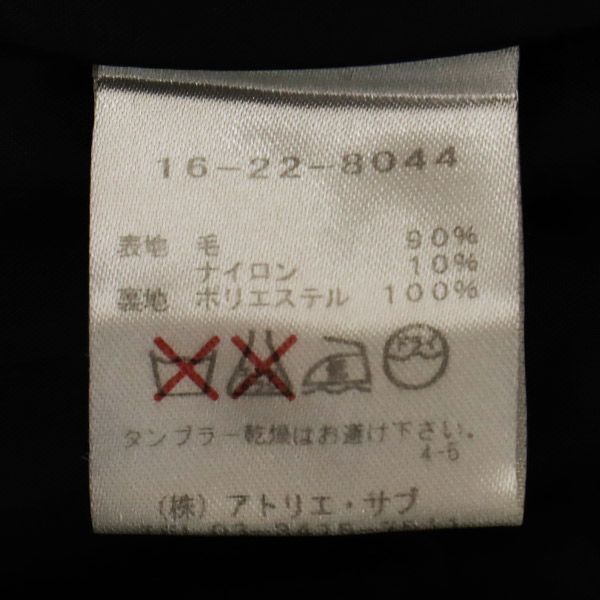 16-22-8044
表地 毛 90%
ナイロン 10%
裏地 ポリエステル 100%
ドライ
タンブラー乾燥はお避け下さい。
4-5
(株) アトリエ・サブ